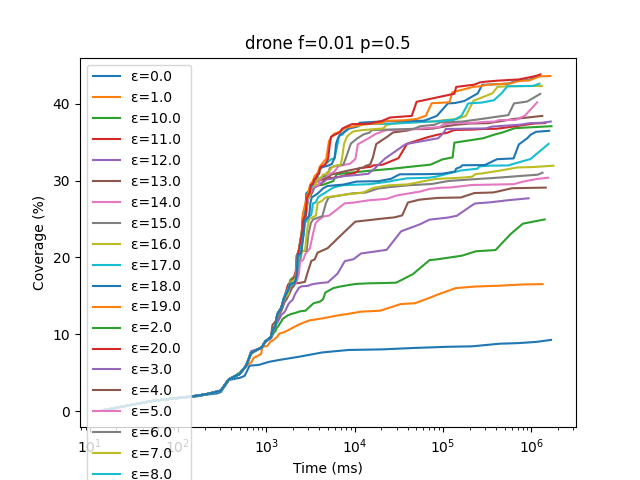 drone f=0.01 p=0.5
Coverage (%)
40
30
20
10
0
ε=0.0
ε=1.0
ε=10.0
ε=11.0
ε=12.0
ε=13.0
ε=14.0
ε=15.0
ε=16.0
ε=17.0
ε=18.0
ε=19.0
ε=2.0
ε=20.0
ε=3.0
ε=4.0
ε=5.0
ε=6.0
ε=7.0
ε=8.0
10¹ 10² 10³ 10⁴ 10⁵ 10⁶
Time (ms)